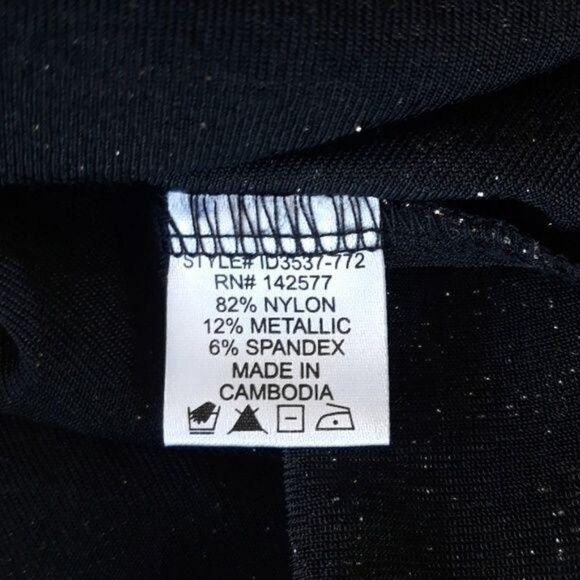 STYLE# ID3537-772
RN# 142577
82% NYLON
12% METALLIC
6% SPANDEX
MADE IN
CAMBODIA